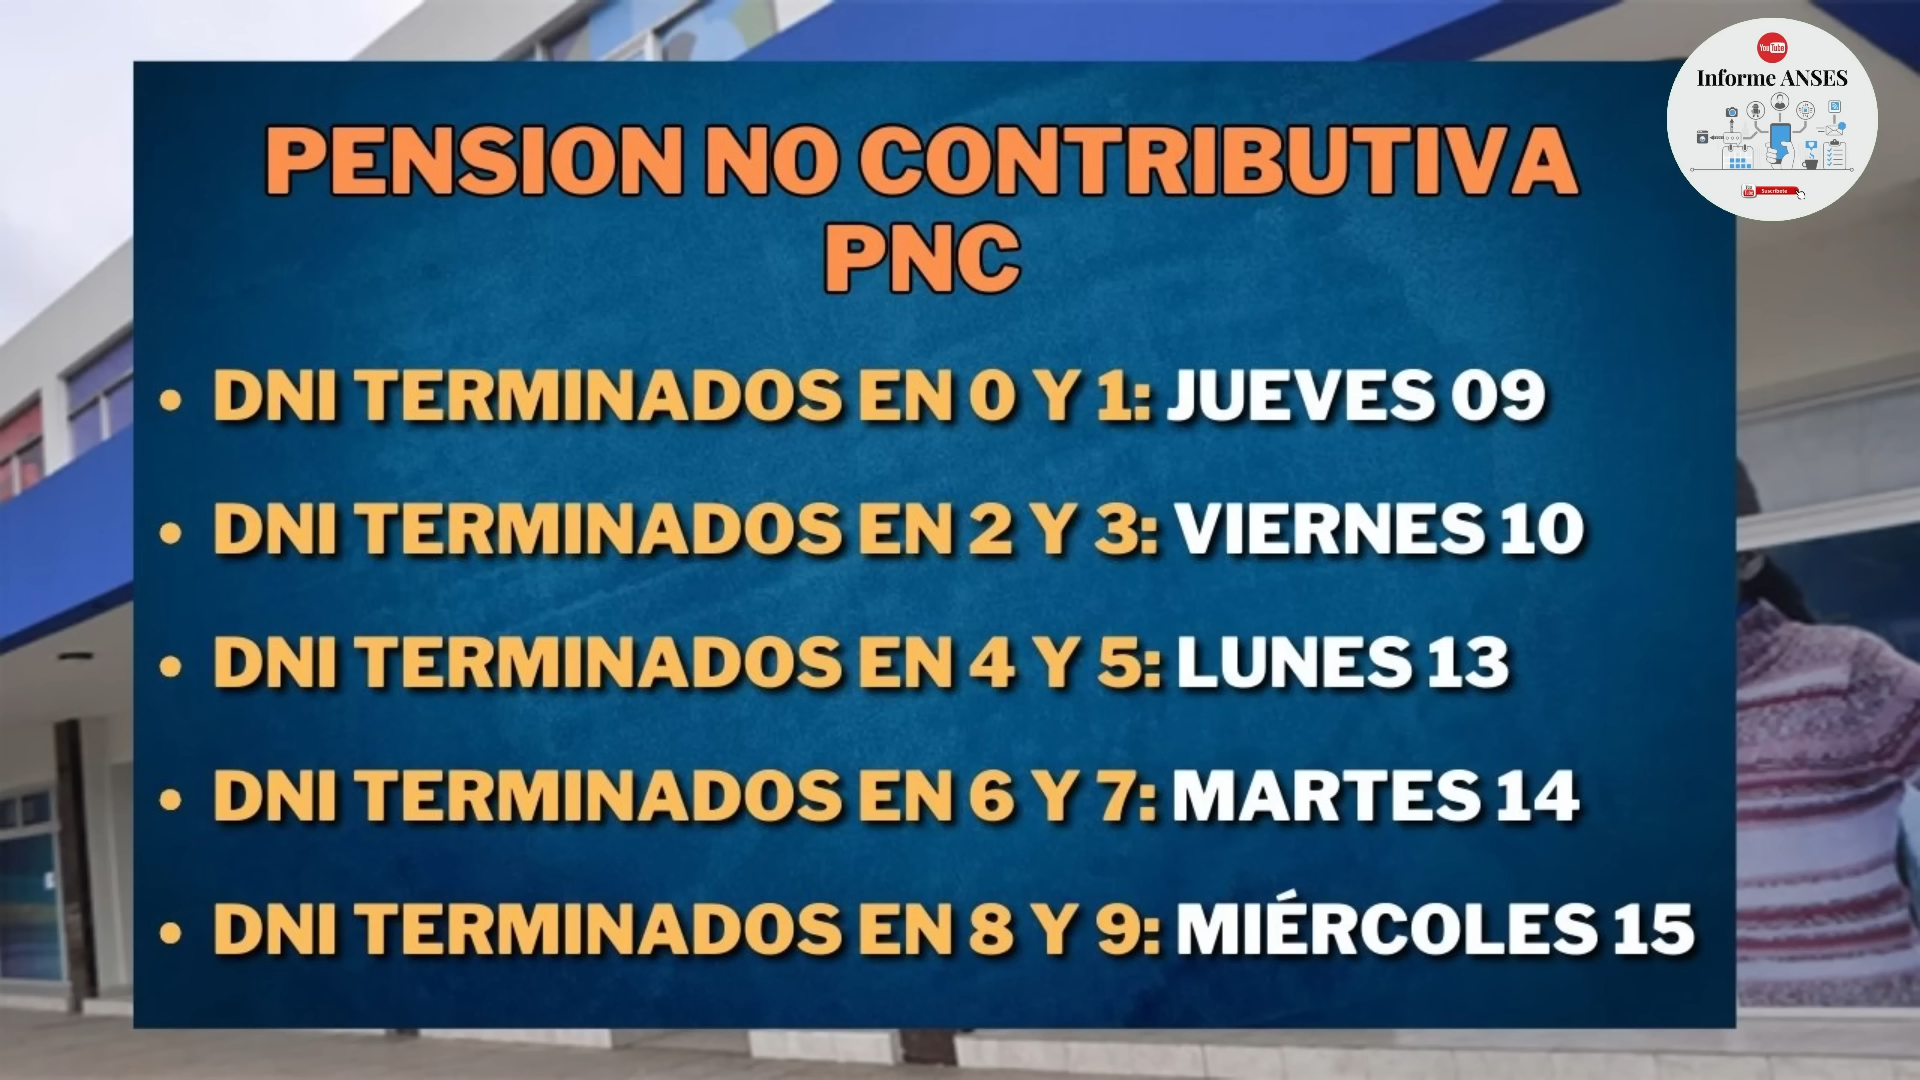 YouTube
Informe ANSES
Suscríbete
PENSION NO CONTRIBUTIVA
PNC
• DNI TERMINADOS EN 0 Y 1: JUEVES 09
• DNI TERMINADOS EN 2 Y 3: VIERNES 10
• DNI TERMINADOS EN 4 Y 5: LUNES 13
• DNI TERMINADOS EN 6 Y 7: MARTES 14
• DNI TERMINADOS EN 8 Y 9: MIÉRCOLES 15